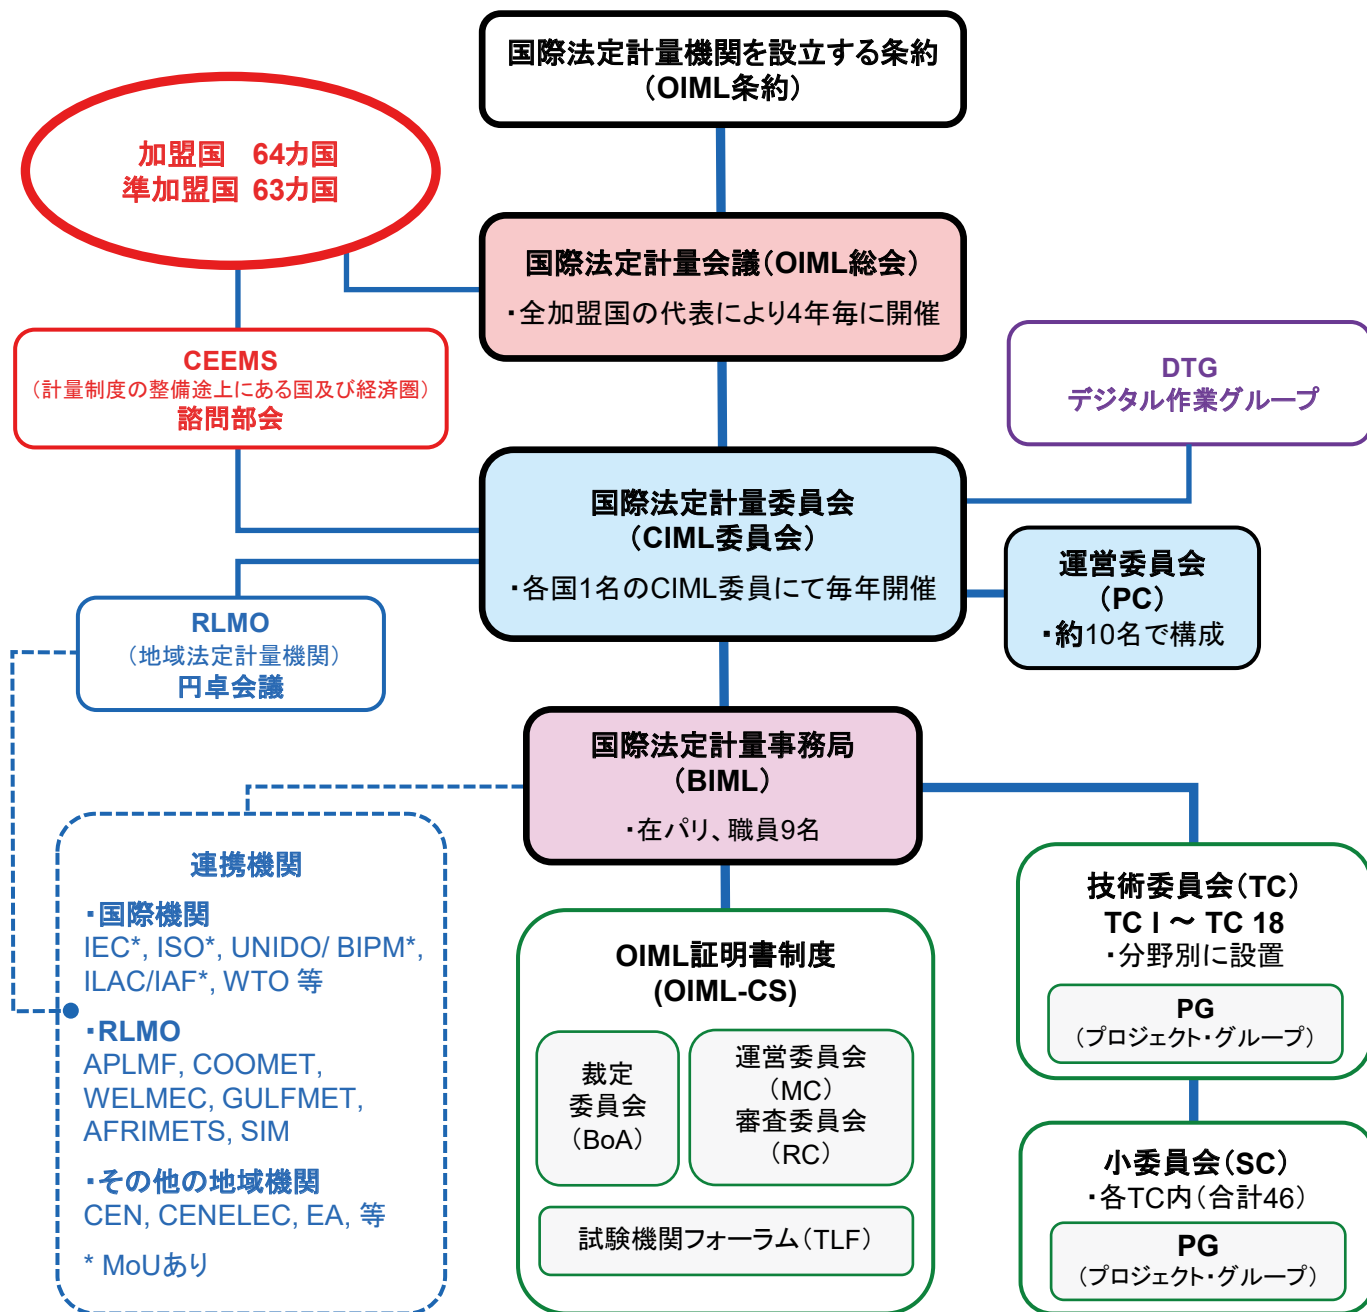 国際法定計量機関を設立する条約
（OIML条約）
加盟国　64カ国
準加盟国 63カ国
国際法定計量会議（OIML総会）
・全加盟国の代表により4年毎に開催
CEEMS
（計量制度の整備途上にある国及び経済圏）
諮問部会
DTG
デジタル作業グループ
国際法定計量委員会
（CIML委員会）
・各国1名のCIML委員にて毎年開催
運営委員会
（PC）
・約10名で構成
RLMO
（地域法定計量機関）
円卓会議
国際法定計量事務局
（BIML）
・在パリ、職員9名
連携機関
・国際機関
IEC*, ISO*, UNIDO/ BIPM*,
ILAC/IAF*, WTO 等
・RLMO
APLMF, COOMET,
WELMEC, GULFMET,
AFRIMETS, SIM
・その他の地域機関
CEN, CENELEC, EA, 等
* MoUあり
OIML証明書制度
(OIML-CS)
裁定
委員会
（BoA）
運営委員会
（MC）
審査委員会
（RC）
試験機関フォーラム（TLF）
技術委員会（TC）
TC I ～ TC 18
・分野別に設置
PG
（プロジェクト・グループ）
小委員会（SC）
・各TC内（合計46）
PG
（プロジェクト・グループ）